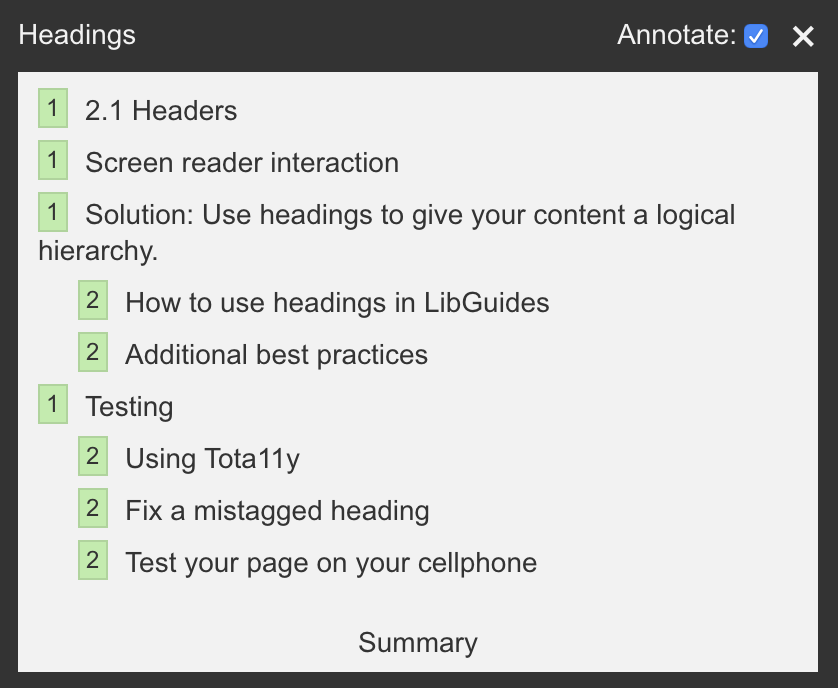 Headings Annotate:
1 2.1 Headers
1 Screen reader interaction
1 Solution: Use headings to give your content a logical
hierarchy.
2 How to use headings in LibGuides
2 Additional best practices
1 Testing
2 Using Tota11y
2 Fix a mistagged heading
2 Test your page on your cellphone
Summary